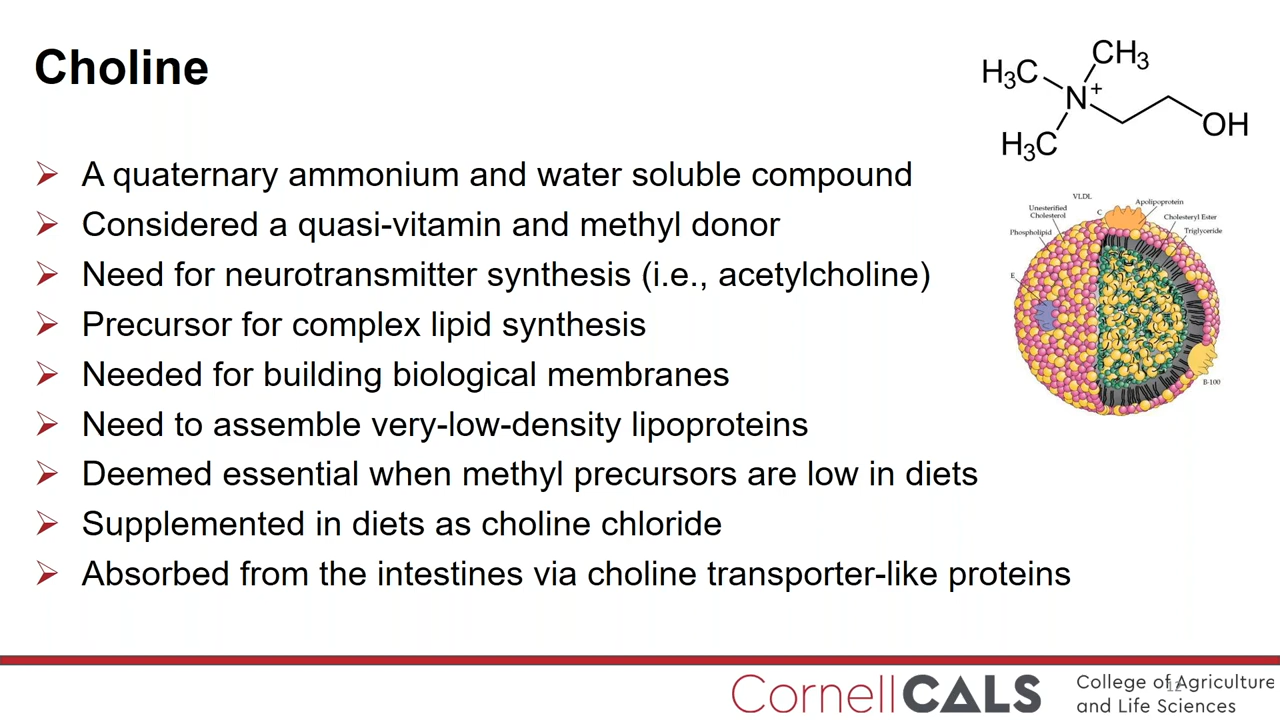 Choline
H₃C
CH₃
N+
H₃C
OH
A quaternary ammonium and water soluble compound
Considered a quasi-vitamin and methyl donor
Need for neurotransmitter synthesis (i.e., acetylcholine)
Precursor for complex lipid synthesis
Needed for building biological membranes
Need to assemble very-low-density lipoproteins
Deemed essential when methyl precursors are low in diets
Supplemented in diets as choline chloride
Absorbed from the intestines via choline transporter-like proteins
VLDL
Apolipoprotein
Unesterified
Cholesterol
C
Cholesteryl Ester
Phospholipid
Triglyceride
E
B-100
CornellCALS
College of Agriculture
and Life Sciences
12